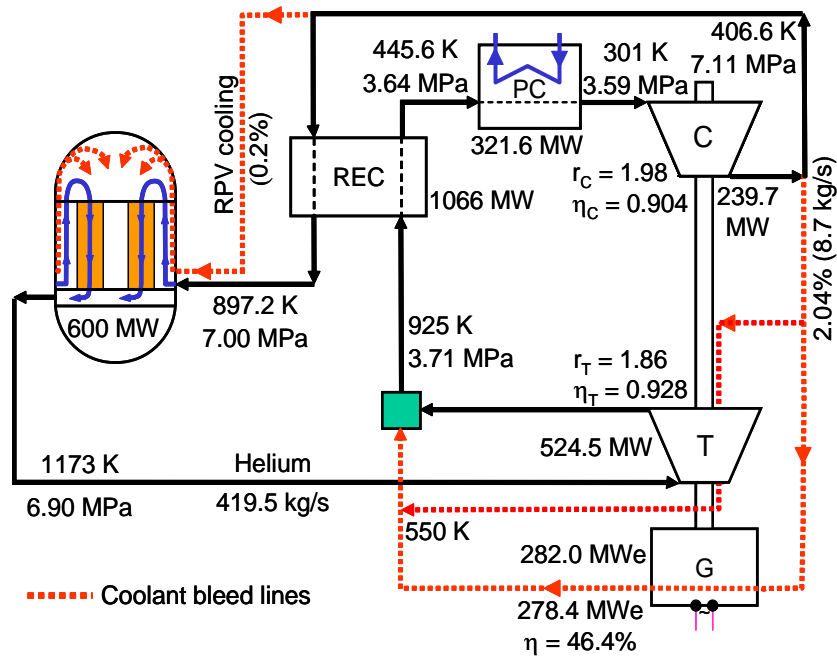 406.6 K
7.11 MPa
445.6 K
3.64 MPa
301 K
3.59 MPa
PC
321.6 MW
C
RPV cooling
(0.2%)
REC
1066 MW
r_C = 1.98
η_C = 0.904
239.7
MW
2.04% (8.7 kg/s)
600 MW
897.2 K
7.00 MPa
925 K
3.71 MPa
r_T = 1.86
η_T = 0.928
524.5 MW
T
1173 K
6.90 MPa
Helium
419.5 kg/s
550 K
282.0 MWe
G
278.4 MWe
η = 46.4%
~
Coolant bleed lines